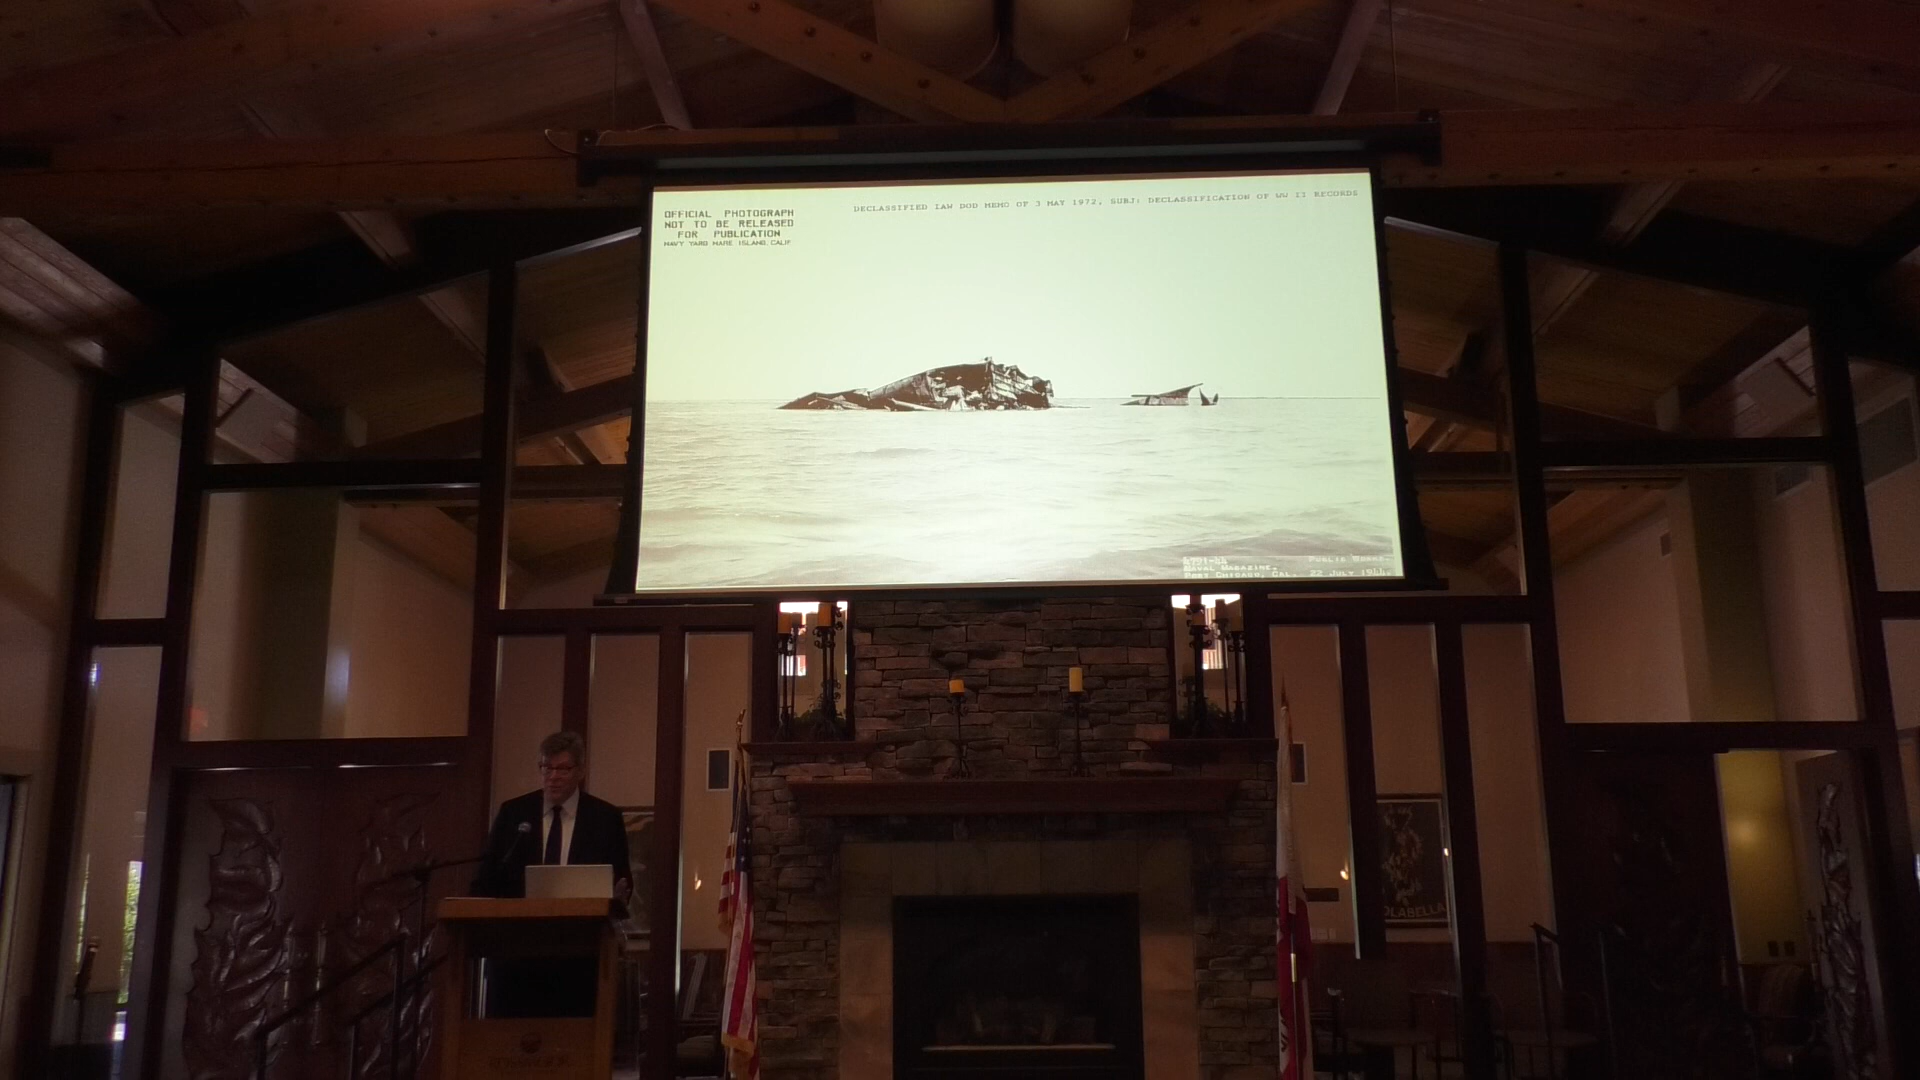 DECLASSIFIED IAW DOD MEMO OF 3 MAY 1972, SUBJ: DECLASSIFICATION OF WW II RECORDS
OFFICIAL PHOTOGRAPH
NOT TO BE RELEASED
FOR PUBLICATION
NAVY YARD MARE ISLAND, CALIF
PUBLIC WORKS
NAVAL MAGAZINE,
PORT CHICAGO, CAL. 22 JULY 1944.
OLABELLA